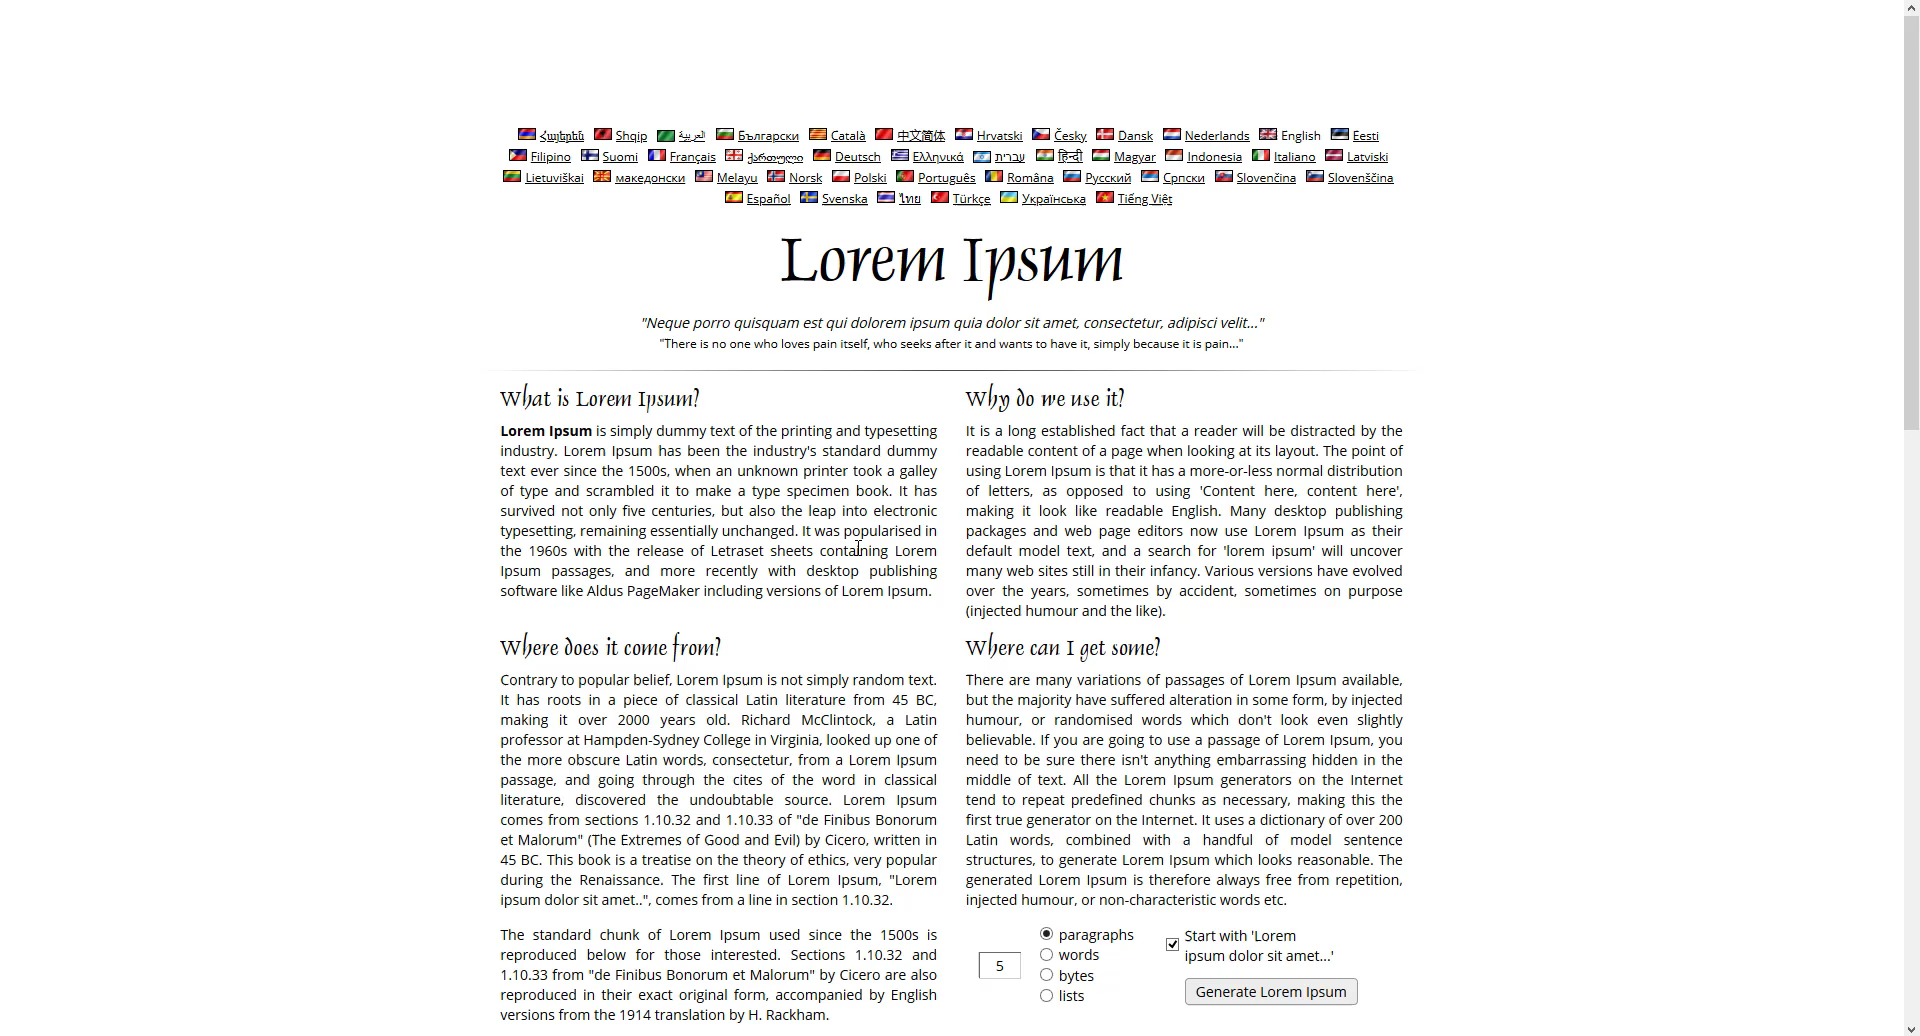 Հայերեն Shqip العربية Български Català 中文简体 Hrvatski Česky Dansk Nederlands English Eesti
Filipino Suomi Français ქართული Deutsch Ελληνικά עברית हिन्दी Magyar Indonesia Italiano Latviski
Lietuviškai македонски Melayu Norsk Polski Português Româna Pyccкий Српски Slovenčina Slovenščina
Español Svenska ไทย Türkçe Українська Tiếng Việt
Lorem Ipsum
"Neque porro quisquam est qui dolorem ipsum quia dolor sit amet, consectetur, adipisci velit..."
"There is no one who loves pain itself, who seeks after it and wants to have it, simply because it is pain..."
What is Lorem Ipsum?
Lorem Ipsum is simply dummy text of the printing and typesetting
industry. Lorem Ipsum has been the industry's standard dummy
text ever since the 1500s, when an unknown printer took a galley
of type and scrambled it to make a type specimen book. It has
survived not only five centuries, but also the leap into electronic
typesetting, remaining essentially unchanged. It was popularised in
the 1960s with the release of Letraset sheets containing Lorem
Ipsum passages, and more recently with desktop publishing
software like Aldus PageMaker including versions of Lorem Ipsum.
Why do we use it?
It is a long established fact that a reader will be distracted by the
readable content of a page when looking at its layout. The point of
using Lorem Ipsum is that it has a more-or-less normal distribution
of letters, as opposed to using 'Content here, content here',
making it look like readable English. Many desktop publishing
packages and web page editors now use Lorem Ipsum as their
default model text, and a search for 'lorem ipsum' will uncover
many web sites still in their infancy. Various versions have evolved
over the years, sometimes by accident, sometimes on purpose
(injected humour and the like).
Where does it come from?
Contrary to popular belief, Lorem Ipsum is not simply random text.
It has roots in a piece of classical Latin literature from 45 BC,
making it over 2000 years old. Richard McClintock, a Latin
professor at Hampden-Sydney College in Virginia, looked up one of
the more obscure Latin words, consectetur, from a Lorem Ipsum
passage, and going through the cites of the word in classical
literature, discovered the undoubtable source. Lorem Ipsum
comes from sections 1.10.32 and 1.10.33 of "de Finibus Bonorum
et Malorum" (The Extremes of Good and Evil) by Cicero, written in
45 BC. This book is a treatise on the theory of ethics, very popular
during the Renaissance. The first line of Lorem Ipsum, "Lorem
ipsum dolor sit amet..", comes from a line in section 1.10.32.
The standard chunk of Lorem Ipsum used since the 1500s is
reproduced below for those interested. Sections 1.10.32 and
1.10.33 from "de Finibus Bonorum et Malorum" by Cicero are also
reproduced in their exact original form, accompanied by English
versions from the 1914 translation by H. Rackham.
Where can I get some?
There are many variations of passages of Lorem Ipsum available,
but the majority have suffered alteration in some form, by injected
humour, or randomised words which don't look even slightly
believable. If you are going to use a passage of Lorem Ipsum, you
need to be sure there isn't anything embarrassing hidden in the
middle of text. All the Lorem Ipsum generators on the Internet
tend to repeat predefined chunks as necessary, making this the
first true generator on the Internet. It uses a dictionary of over 200
Latin words, combined with a handful of model sentence
structures, to generate Lorem Ipsum which looks reasonable. The
generated Lorem Ipsum is therefore always free from repetition,
injected humour, or non-characteristic words etc.
5
paragraphs
words
bytes
lists
Start with 'Lorem
ipsum dolor sit amet...'
Generate Lorem Ipsum